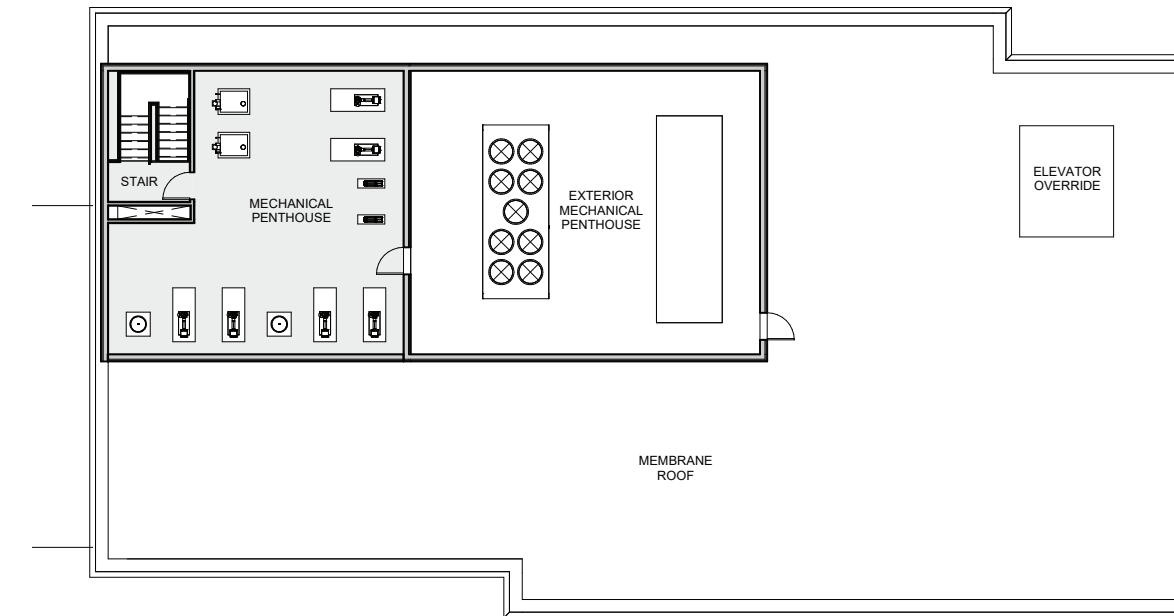 STAIR
MECHANICAL
PENTHOUSE
EXTERIOR
MECHANICAL
PENTHOUSE
ELEVATOR
OVERRIDE
MEMBRANE
ROOF